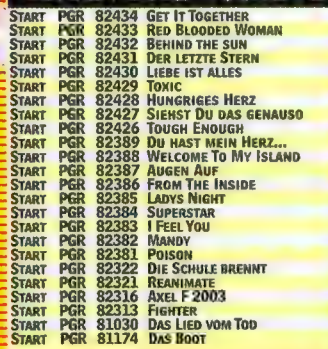 START PGR 82434 GET IT TOGETHER
START PGR 82433 RED BLOODED WOMAN
START PGR 82432 BEHIND THE SUN
START PGR 82431 DER LETZTE STERN
START PGR 82430 LIEBE IST ALLES
START PGR 82429 TOXIC
START PGR 82428 HUNGRIGES HERZ
START PGR 82427 SIEHST DU DAS GENAUSO
START PGR 82426 TOUGH ENOUGH
START PGR 82389 DU HAST MEIN HERZ...
START PGR 82388 WELCOME TO MY ISLAND
START PGR 82387 AUGEN AUF
START PGR 82386 FROM THE INSIDE
START PGR 82385 LADYS NIGHT
START PGR 82384 SUPERSTAR
START PGR 82383 I FEEL YOU
START PGR 82382 MANDY
START PGR 82381 POISON
START PGR 82322 DIE SCHULE BRENNT
START PGR 82321 REANIMATE
START PGR 82316 AXEL F 2003
START PGR 82313 FIGHTER
START PGR 81030 DAS LIED VOM TOD
START PGR 81174 DAS BOOT